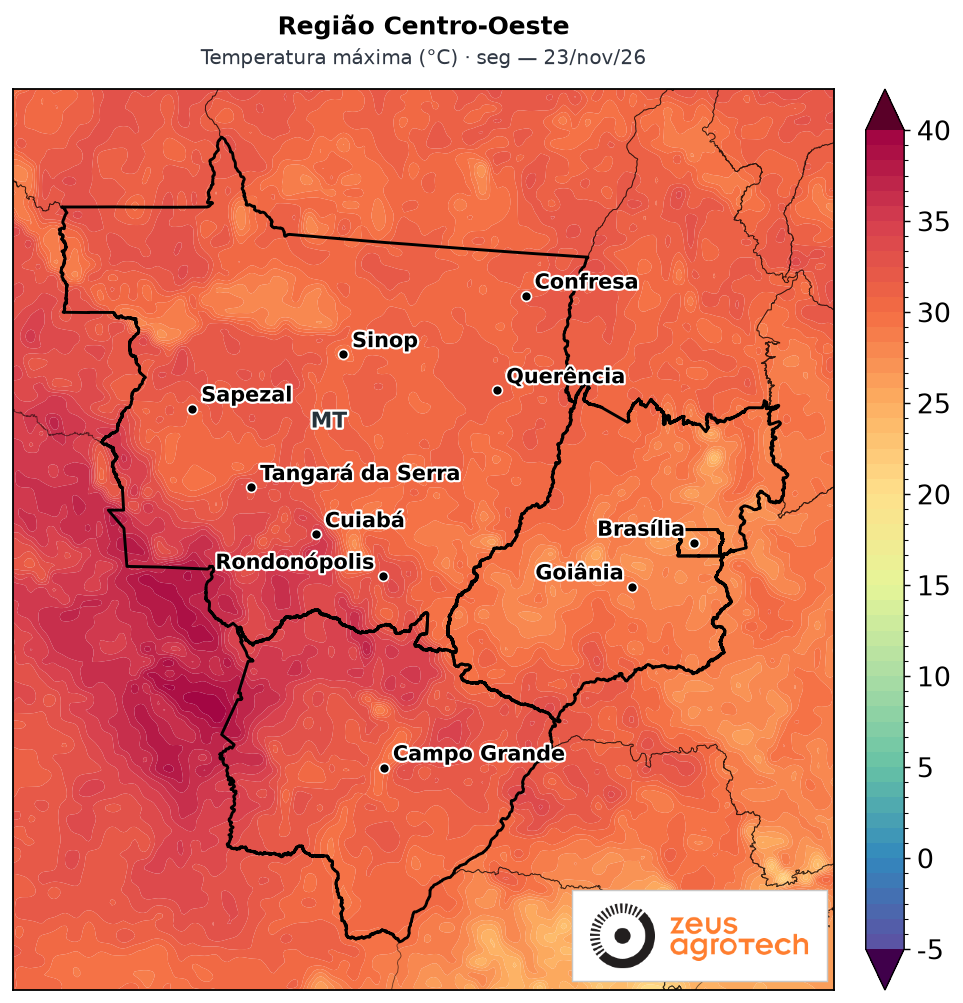 Região Centro-Oeste
Temperatura máxima (°C) · seg — 23/nov/26
40
35
30
25
20
15
10
5
0
-5
Confresa
Sinop
Querência
Sapezal
MT
Tangará da Serra
Cuiabá
Brasília
Rondonópolis
Goiânia
Campo Grande
zeus
agrotech